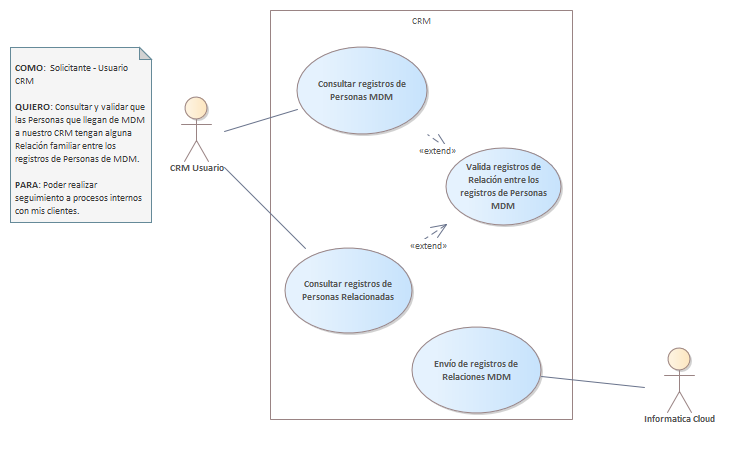 CRM
COMO: Solicitante - Usuario
CRM
QUIERO: Consultar y validar que
las Personas que llegan de MDM
a nuestro CRM tengan alguna
Relación familiar entre los
registros de Personas de MDM.
PARA: Poder realizar
seguimiento a procesos internos
con mis clientes.
CRM Usuario
Consultar registros de
Personas MDM
«extend»
Valida registros de
Relación entre los
registros de Personas
MDM
«extend»
Consultar registros de
Personas Relacionadas
Envío de registros de
Relaciones MDM
Informatica Cloud